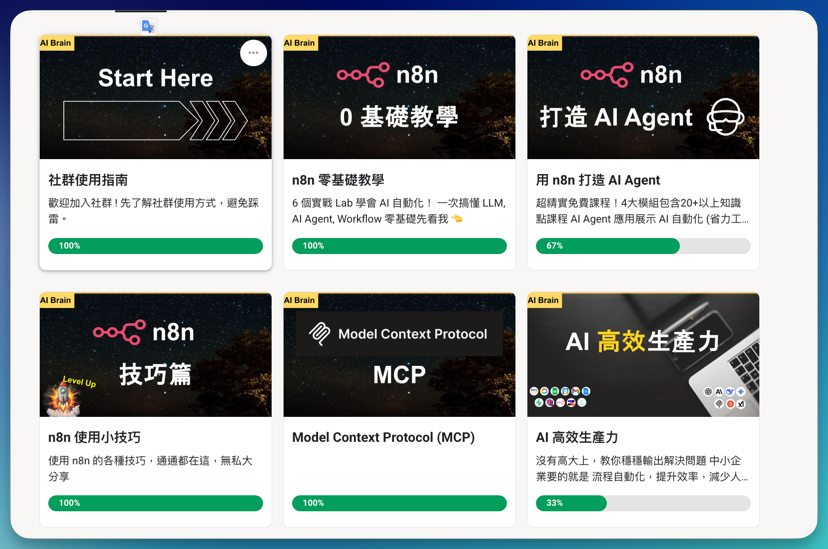 AI Brain
Start Here
社群使用指南
歡迎加入社群 ! 先了解社群使用方式，避免踩
雷。
100%
AI Brain
n8n
0 基礎教學
n8n 零基礎教學
6 個實戰 Lab 學會 AI 自動化！ 一次搞懂 LLM,
AI Agent, Workflow 零基礎先看我 👈
100%
AI Brain
n8n
打造 AI Agent
用 n8n 打造 AI Agent
超精實免費課程！4大模組包含20+以上知識
點課程 AI Agent 應用展示 AI 自動化 (省力工...
67%
AI Brain
n8n
技巧篇
Level Up
n8n 使用小技巧
使用 n8n 的各種技巧，通通都在這，無私大
分享
100%
AI Brain
Model Context Protocol
MCP
Model Context Protocol (MCP)
100%
AI Brain
AI 高效生產力
AI 高效生產力
沒有高大上，教你穩穩輸出解決問題 中小企
業要的就是 流程自動化，提升效率，減少人...
33%